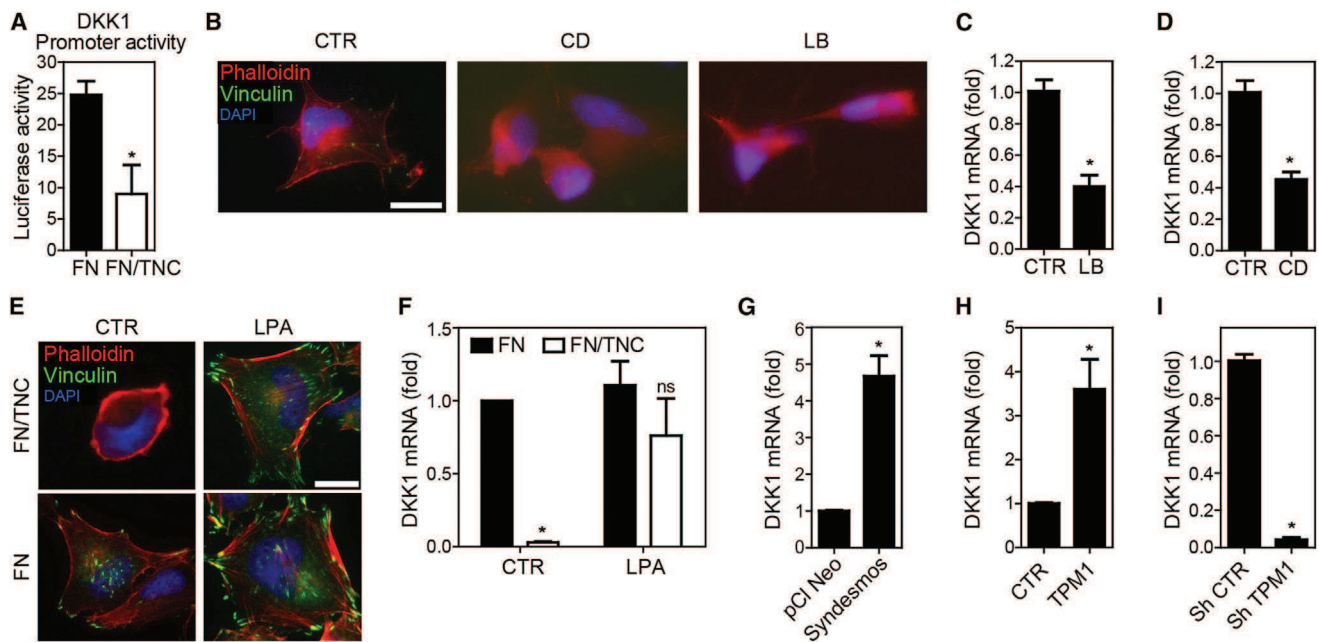 A
DKK1
Promoter activity
Luciferase activity
30
25
20
15
10
5
0
*
FN FN/TNC
B
CTR CD LB
Phalloidin
Vinculin
DAPI
C
DKK1 mRNA (fold)
1.2
1.0
0.8
0.6
0.4
0.2
0.0
*
CTR LB
D
DKK1 mRNA (fold)
1.2
1.0
0.8
0.6
0.4
0.2
0.0
*
CTR CD
E
CTR LPA
FN/TNC
Phalloidin
Vinculin
DAPI
FN
F
DKK1 mRNA (fold)
1.5
1.0
0.5
0.0
FN FN/TNC
*
ns
CTR LPA
G
DKK1 mRNA (fold)
6
5
4
3
2
1
0
*
pCI Neo
Syndesmos
H
DKK1 mRNA (fold)
5
4
3
2
1
0
*
CTR
TPM1
I
DKK1 mRNA (fold)
1.0
0.8
0.6
0.4
0.2
0.0
*
Sh CTR
Sh TPM1